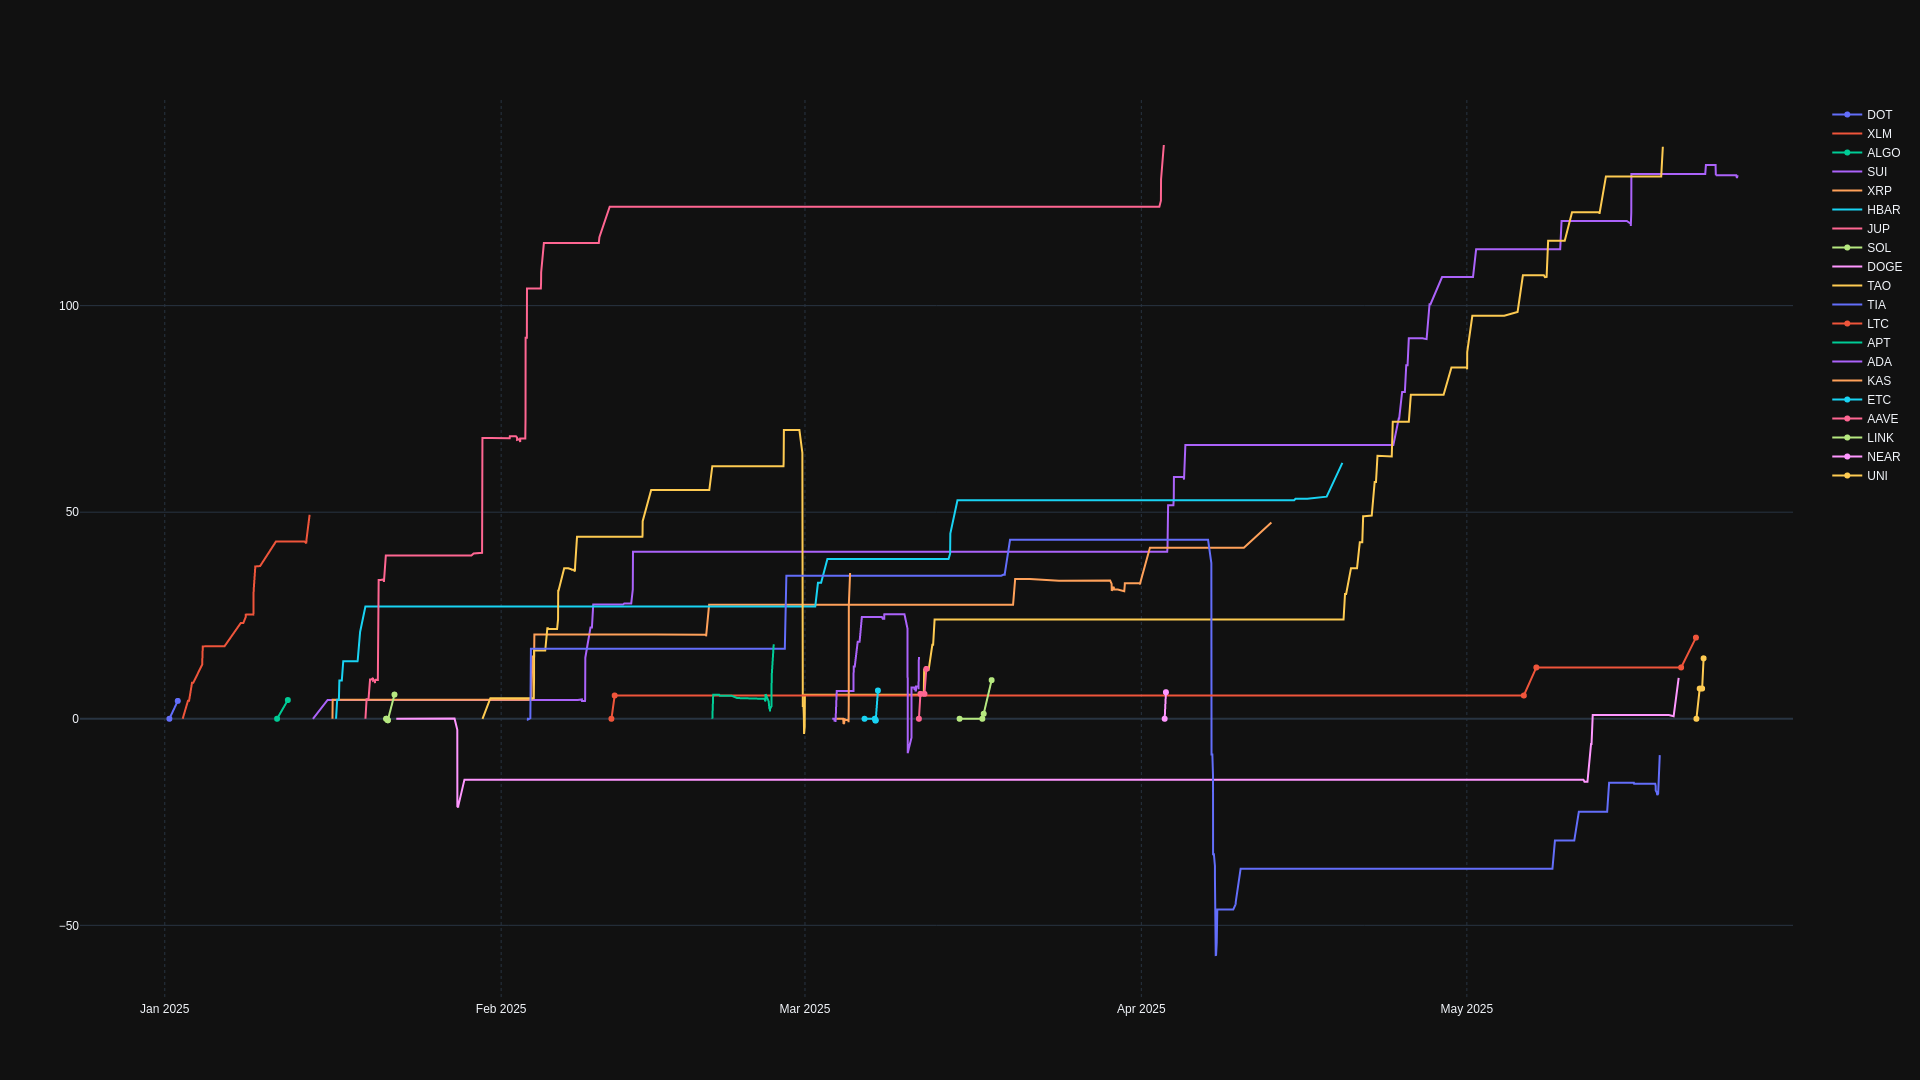 100
50
0
−50
Jan 2025
Feb 2025
Mar 2025
Apr 2025
May 2025
DOT
XLM
ALGO
SUI
XRP
HBAR
JUP
SOL
DOGE
TAO
TIA
LTC
APT
ADA
KAS
ETC
AAVE
LINK
NEAR
UNI